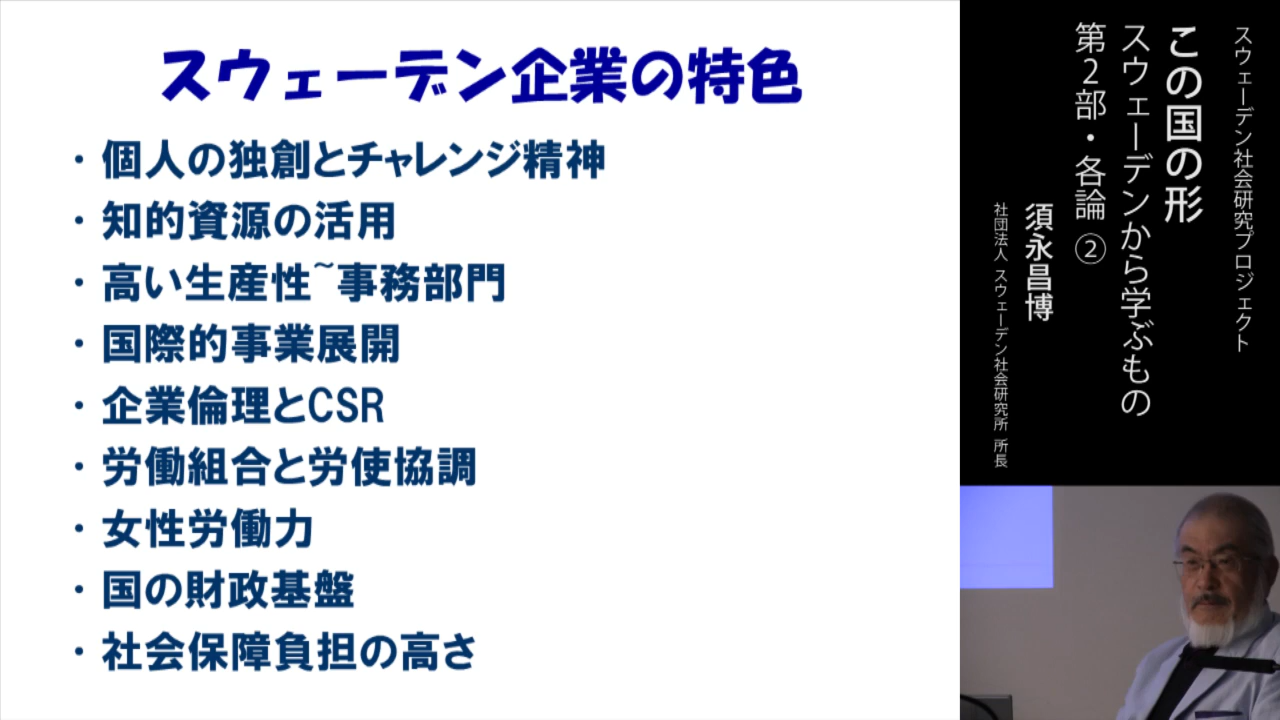 スウェーデン企業の特色
・個人の独創とチャレンジ精神
・知的資源の活用
・高い生産性~事務部門
・国際的事業展開
・企業倫理とCSR
・労働組合と労使協調
・女性労働力
・国の財政基盤
・社会保障負担の高さ
スウェーデン社会研究プロジェクト
この国の形
スウェーデンから学ぶもの
第2部・各論②
須永昌博
社団法人 スウェーデン社会研究所 所長